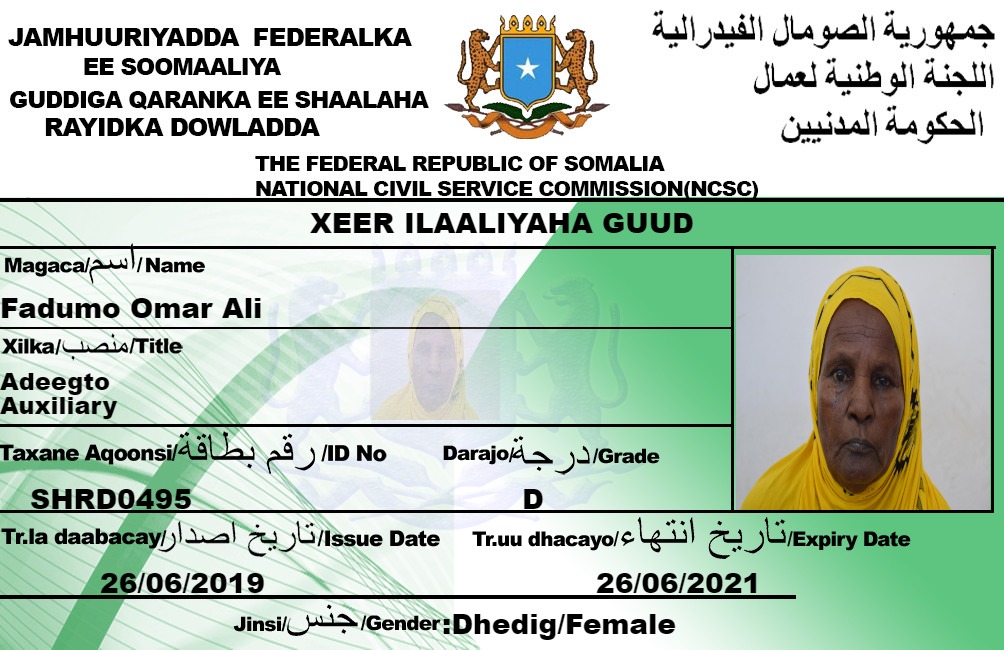 JAMHUURIYADDA FEDERALKA
EE SOOMAALIYA
GUDDIGA QARANKA EE SHAALAHA
RAYIDKA DOWLADDA
جمهورية الصومال الفيدرالية
اللجنة الوطنية لعمال
الحكومة المدنيين
THE FEDERAL REPUBLIC OF SOMALIA
NATIONAL CIVIL SERVICE COMMISSION(NCSC)
XEER ILAALIYAHA GUUD
Magaca/اسم/Name
Fadumo Omar Ali
Xilka/منصب/Title
Adeegto
Auxiliary
Taxane Aqoonsi/رقم بطاقة/ID No
SHRD0495
Darajo/درجة/Grade
D
Tr.la daabacay/تاريخ اصدار/Issue Date
26/06/2019
Tr.uu dhacayo/تاريخ انتهاء/Expiry Date
26/06/2021
Jinsi/جنس/Gender:Dhedig/Female